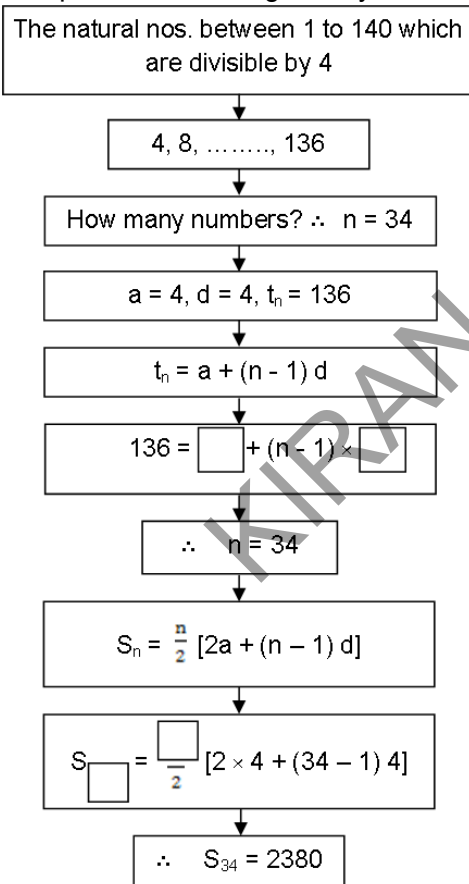 The natural nos. between 1 to 140 which
are divisible by 4
4, 8, …….., 136
How many numbers? ∴ n = 34
a = 4, d = 4, tₙ = 136
tₙ = a + (n - 1) d
136 = □ + (n - 1) × □
∴ n = 34
Sₙ = n/2 [2a + (n – 1) d]
S□ = □/2 [2 × 4 + (34 – 1) 4]
∴ S₃₄ = 2380
KIRAN